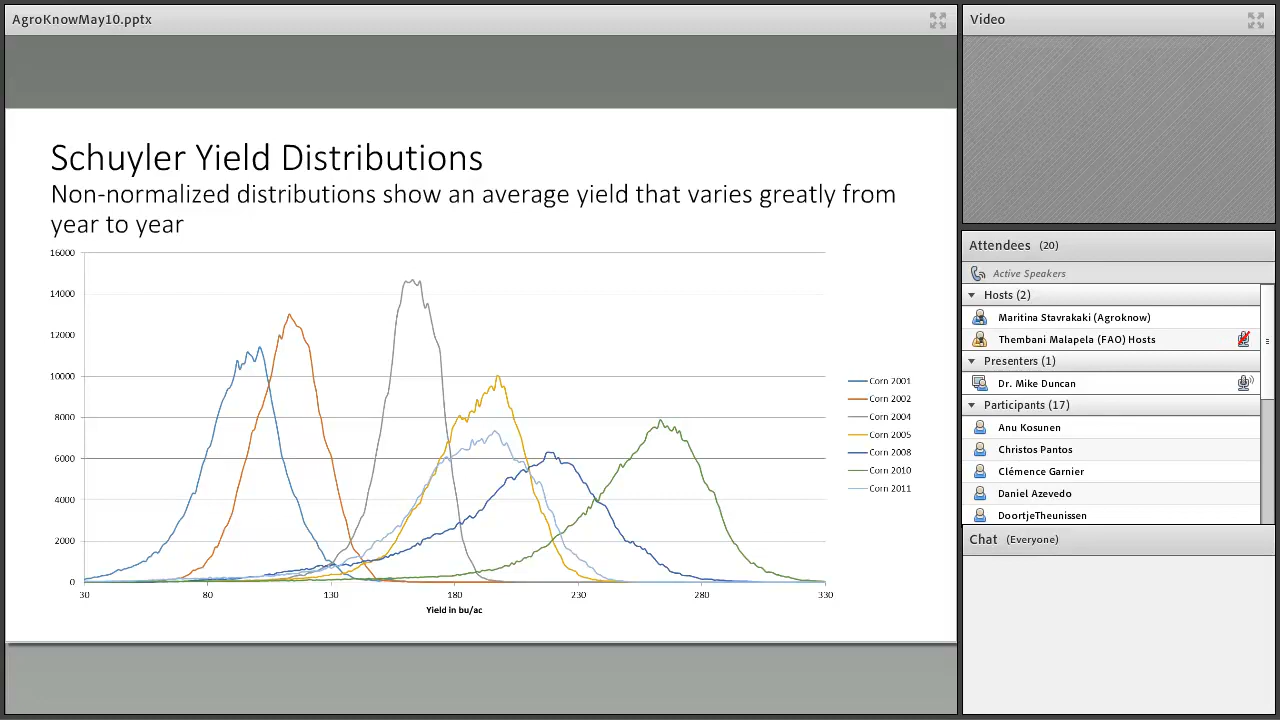 AgroKnowMay10.pptx
Schuyler Yield Distributions
Non-normalized distributions show an average yield that varies greatly from
year to year
16000
14000
12000
10000
8000
6000
4000
2000
0
30
80
130
180
230
280
330
Yield in bu/ac
Corn 2001
Corn 2002
Corn 2004
Corn 2005
Corn 2008
Corn 2010
Corn 2011
Video
Attendees (20)
Active Speakers
Hosts (2)
Maritina Stavrakaki (Agroknow)
Thembani Malapela (FAO) Hosts
Presenters (1)
Dr. Mike Duncan
Participants (17)
Anu Kosunen
Christos Pantos
Clémence Garnier
Daniel Azevedo
DoortjeTheunissen
Chat (Everyone)